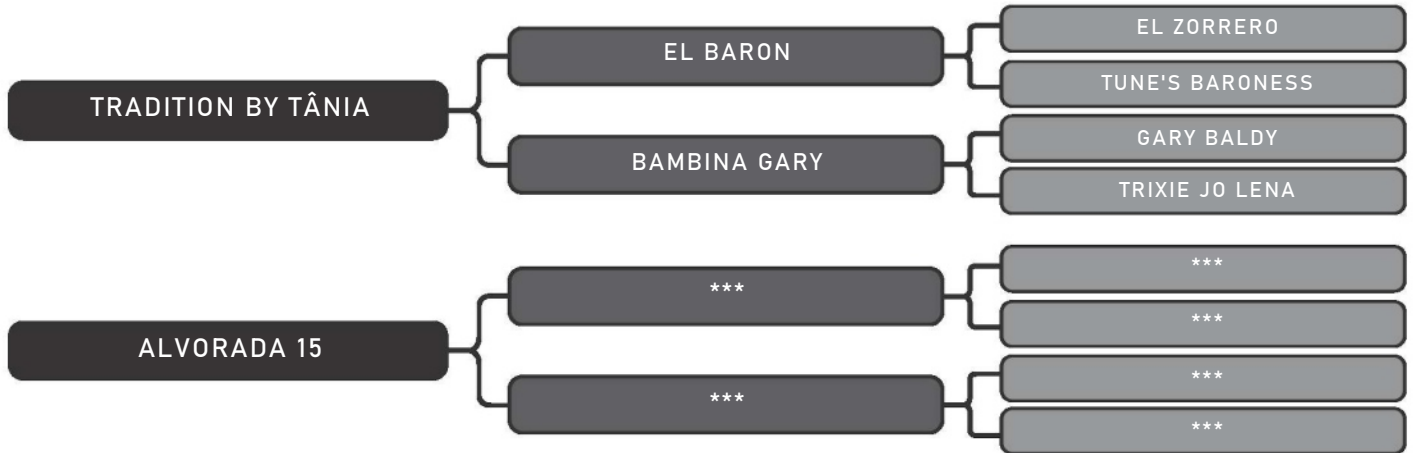 EL ZORRERO
EL BARON
TUNE'S BARONESS
TRADITION BY TÂNIA
GARY BALDY
BAMBINA GARY
TRIXIE JO LENA
***
***
***
ALVORADA 15
***
***
***